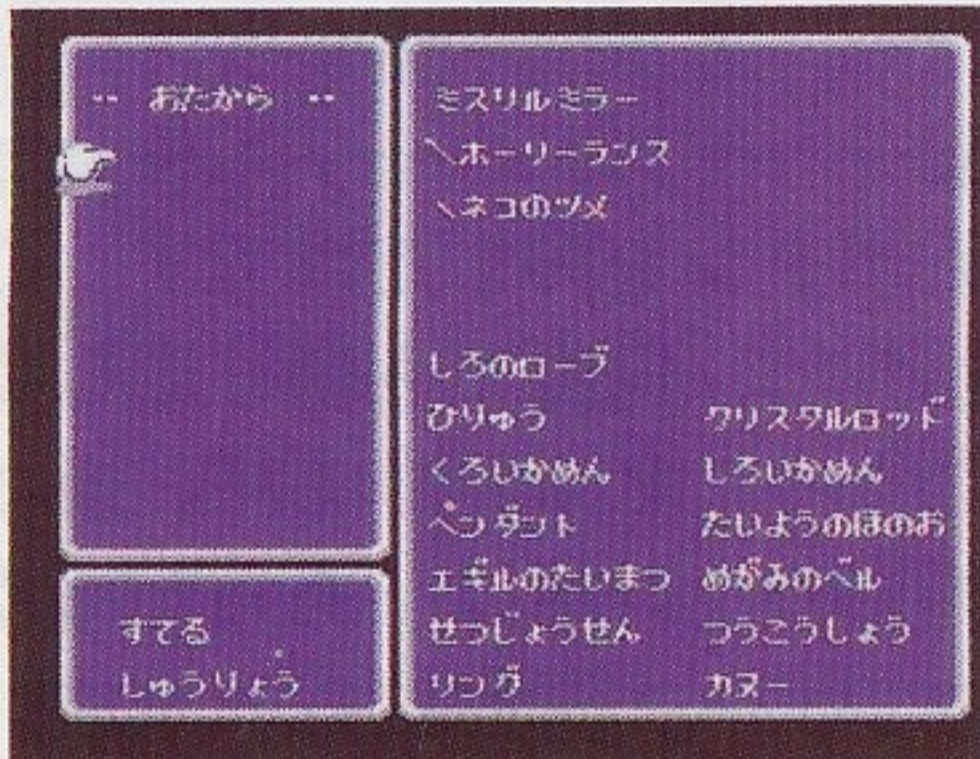 -- おたから --
ミスリルミラー
＼ホーリーランス
＼ネコのツメ
しろのローブ
ひりゅう クリスタルロッド
くろいかめん しろいかめん
ペンダント たいようのほのお
エギルのたいまつ めがみのベル
せつじょうせん つうこうしょう
リング カヌー
すてる
しゅうりょう